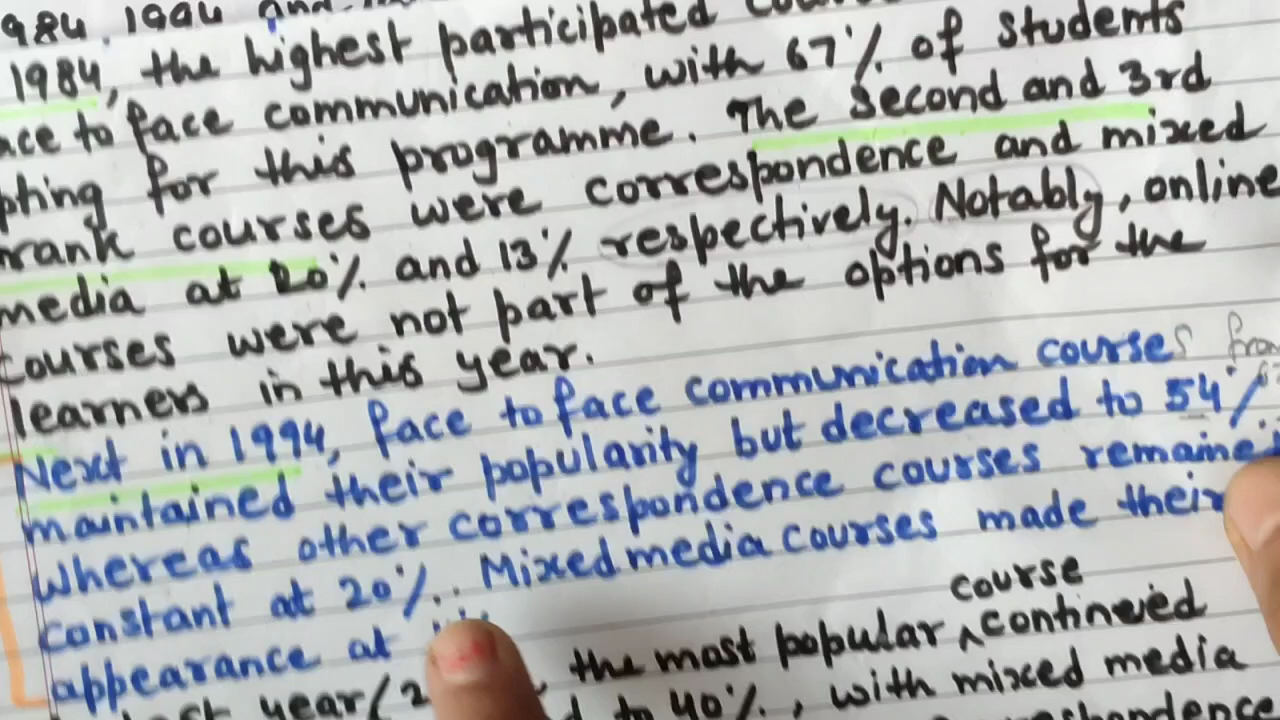 984, 1994 and
1984, the highest participated
ace to face communication, with 67% of students
pting for this programme. The second and 3rd
rank courses were correspondence and mixed
media at 20% and 13% respectively. Notably, online
courses were not part of the options for the
learners in this year.
Next in 1994, face to face communication courses from
maintained their popularity but decreased to 54%
whereas other correspondence courses remained
constant at 20%. Mixed media courses made their
appearance at
course
year (2 , the most popular ^ continued
to 40%, with mixed media